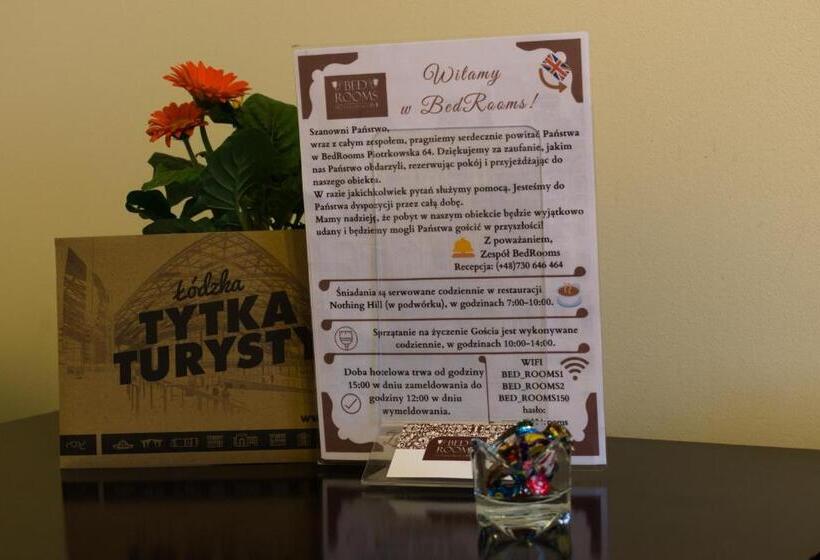 BED
ROOMS
Witamy
w BedRooms!
Szanowni Państwo,
wraz z całym zespołem, pragniemy serdecznie powitać Państwa
w BedRooms Piotrkowska 64. Dziękujemy za zaufanie, jakim
nas Państwo obdarzyli, rezerwując pokój i przyjeżdżając do
naszego obiektu.
W razie jakichkolwiek pytań służymy pomocą. Jesteśmy do
Państwa dyspozycji przez całą dobę.
Mamy nadzieję, że pobyt w naszym obiekcie będzie wyjątkowo
udany i będziemy mogli Państwa gościć w przyszłości!
Z poważaniem,
Zespół BedRooms
Recepcja: (+48)730 646 464
Śniadania są serwowane codziennie w restauracji
Nothing Hill (w podwórku), w godzinach 7:00-10:00.
Sprzątanie na życzenie Gościa jest wykonywane
codziennie, w godzinach 10:00-14:00.
Doba hotelowa trwa od godziny
15:00 w dniu zameldowania do
godziny 12:00 w dniu
wymeldowania.
WIFI
BED_ROOMS1
BED_ROOMS2
BED_ROOMS150
hasło:
Łódzka
TYTKA
TURYSTY
BED
ROOMS